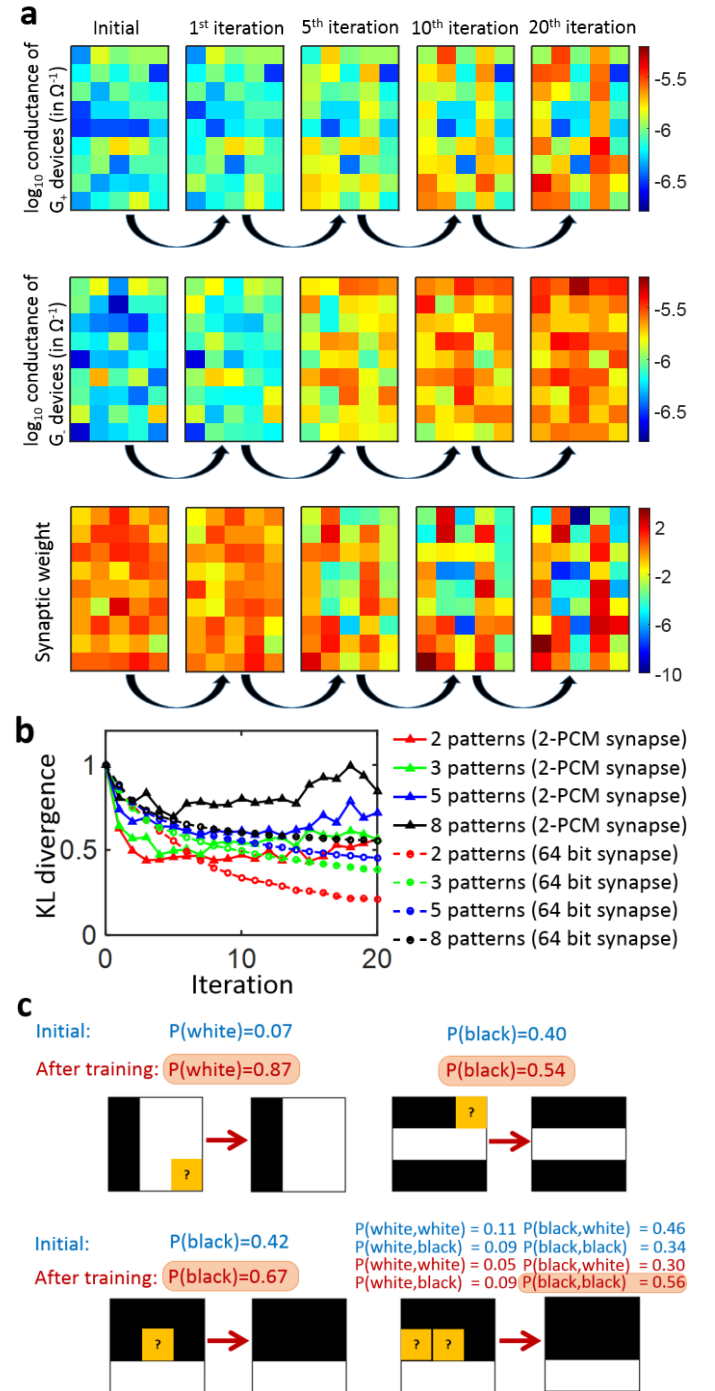 a
Initial
1st iteration
5th iteration
10th iteration
20th iteration
log10 conductance of
G+ devices (in Ω-1)
-5.5
-6
-6.5
log10 conductance of
G- devices (in Ω-1)
-5.5
-6
-6.5
Synaptic weight
2
-2
-6
-10
b
KL divergence
1
0.5
0
0
10
20
Iteration
2 patterns (2-PCM synapse)
3 patterns (2-PCM synapse)
5 patterns (2-PCM synapse)
8 patterns (2-PCM synapse)
2 patterns (64 bit synapse)
3 patterns (64 bit synapse)
5 patterns (64 bit synapse)
8 patterns (64 bit synapse)
c
Initial: P(white)=0.07 P(black)=0.40
After training: P(white)=0.87 P(black)=0.54
?
?
Initial: P(black)=0.42
After training: P(black)=0.67
P(white,white) = 0.11 P(black,white) = 0.46
P(white,black) = 0.09 P(black,black) = 0.34
P(white,white) = 0.05 P(black,white) = 0.30
P(white,black) = 0.09 P(black,black) = 0.56
?
? ?